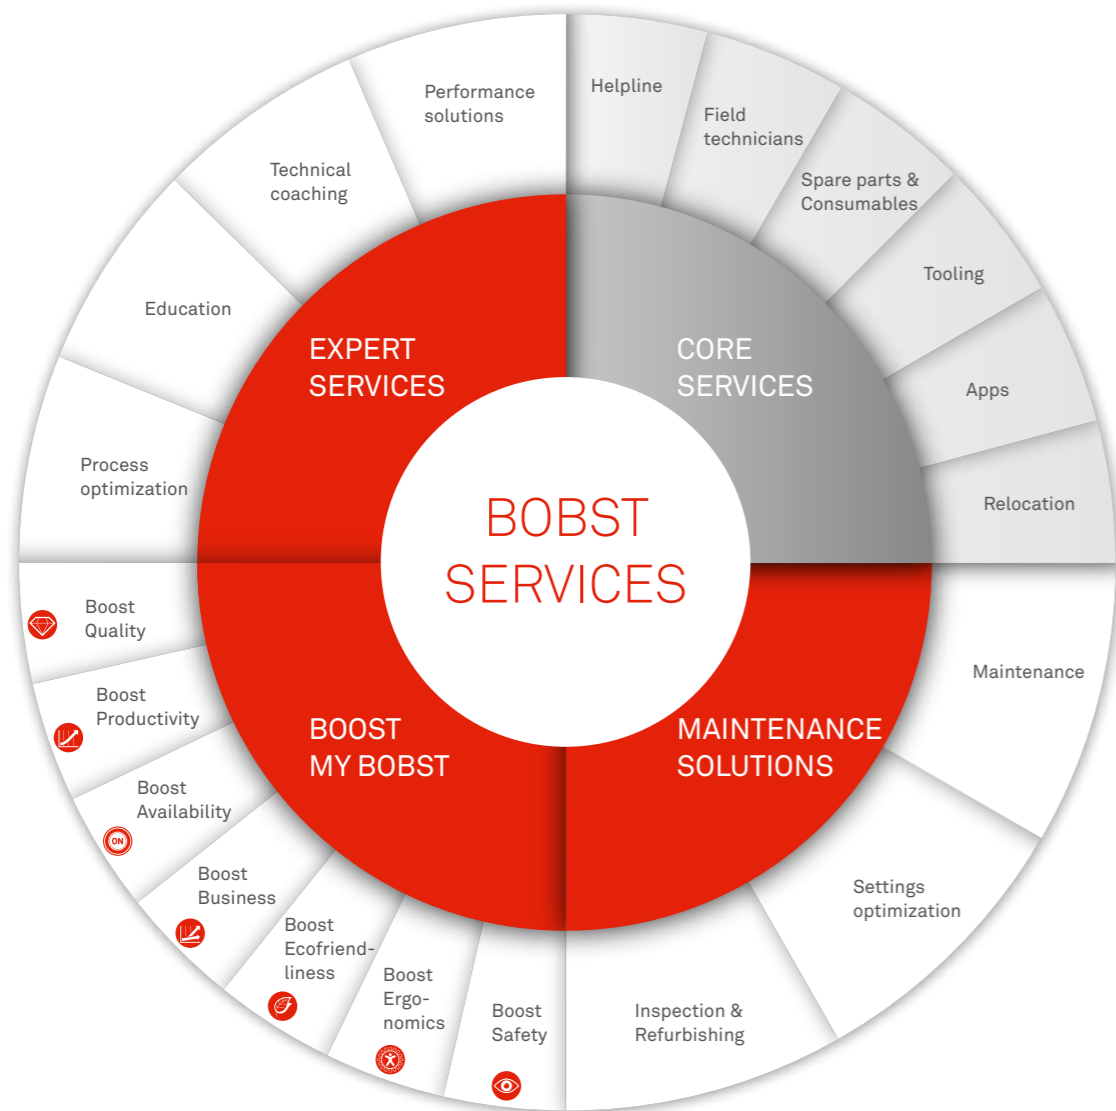 BOBST
SERVICES
CORE
SERVICES
Helpline
Field
technicians
Spare parts &
Consumables
Tooling
Apps
Relocation
MAINTENANCE
SOLUTIONS
Maintenance
Settings
optimization
Inspection &
Refurbishing
BOOST
MY BOBST
Boost
Safety
Boost
Ergo-
nomics
Boost
Ecofriend-
liness
Boost
Business
Boost
Availability
ON
Boost
Productivity
Boost
Quality
EXPERT
SERVICES
Process
optimization
Education
Technical
coaching
Performance
solutions